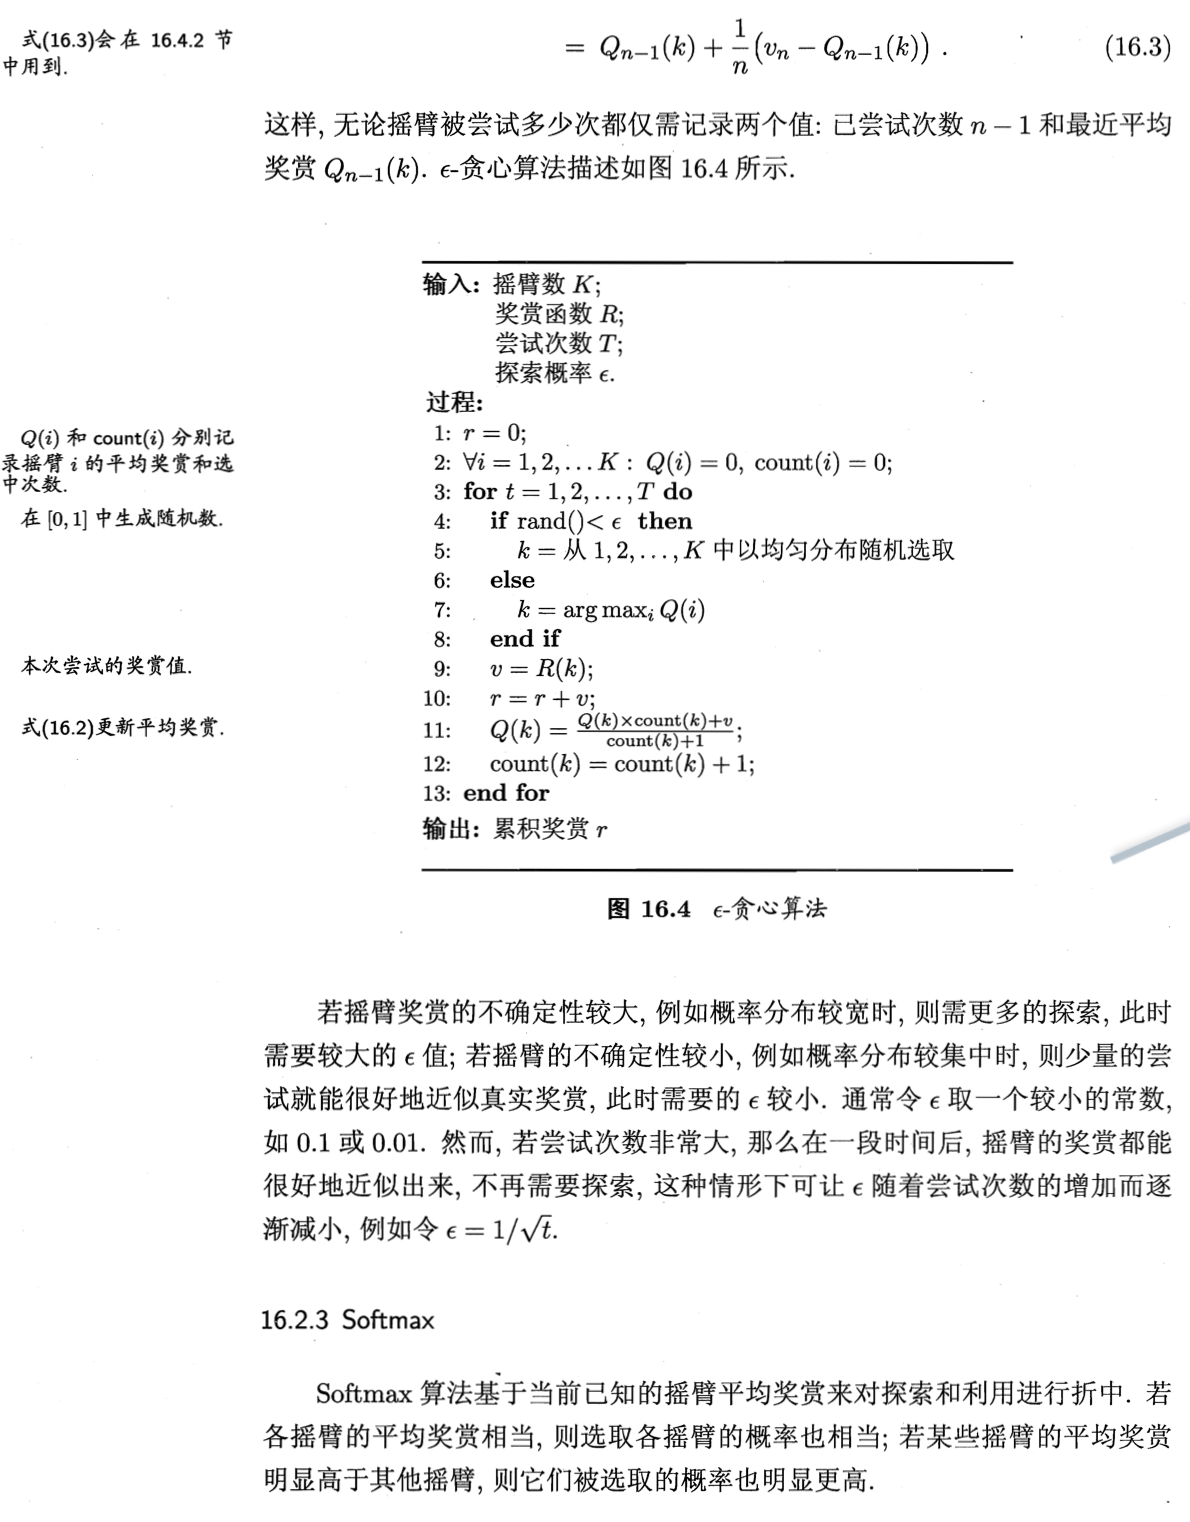 式(16.3)会在 16.4.2 节
中用到.
= Q_{n−1}(k) + \frac{1}{n}(v_n − Q_{n−1}(k)) . (16.3)
这样, 无论摇臂被尝试多少次都仅需记录两个值: 已尝试次数 n − 1 和最近平均
奖赏 Q_{n−1}(k). ϵ-贪心算法描述如图 16.4 所示.
输入: 摇臂数 K;
奖赏函数 R;
尝试次数 T;
探索概率 ϵ.
过程:
1: r = 0;
2: ∀i = 1, 2, … K : Q(i) = 0, count(i) = 0;
Q(i) 和 count(i) 分别记
录摇臂 i 的平均奖赏和选
中次数.
3: for t = 1, 2, …, T do
在 [0, 1] 中生成随机数.
4: if rand()< ϵ then
5: k = 从 1, 2, …, K 中以均匀分布随机选取
6: else
7: k = arg max_i Q(i)
8: end if
本次尝试的奖赏值.
9: v = R(k);
10: r = r + v;
式(16.2)更新平均奖赏.
11: Q(k) = \frac{Q(k)×count(k)+v}{count(k)+1};
12: count(k) = count(k) + 1;
13: end for
输出: 累积奖赏 r
图 16.4 ϵ-贪心算法
若摇臂奖赏的不确定性较大, 例如概率分布较宽时, 则需更多的探索, 此时
需要较大的 ϵ 值; 若摇臂的不确定性较小, 例如概率分布较集中时, 则少量的尝
试就能很好地近似真实奖赏, 此时需要的 ϵ 较小. 通常令 ϵ 取一个较小的常数,
如 0.1 或 0.01. 然而, 若尝试次数非常大, 那么在一段时间后, 摇臂的奖赏都能
很好地近似出来, 不再需要探索, 这种情形下可让 ϵ 随着尝试次数的增加而逐
渐减小, 例如令 ϵ = 1/√t.
16.2.3 Softmax
Softmax 算法基于当前已知的摇臂平均奖赏来对探索和利用进行折中. 若
各摇臂的平均奖赏相当, 则选取各摇臂的概率也相当; 若某些摇臂的平均奖赏
明显高于其他摇臂, 则它们被选取的概率也明显更高.